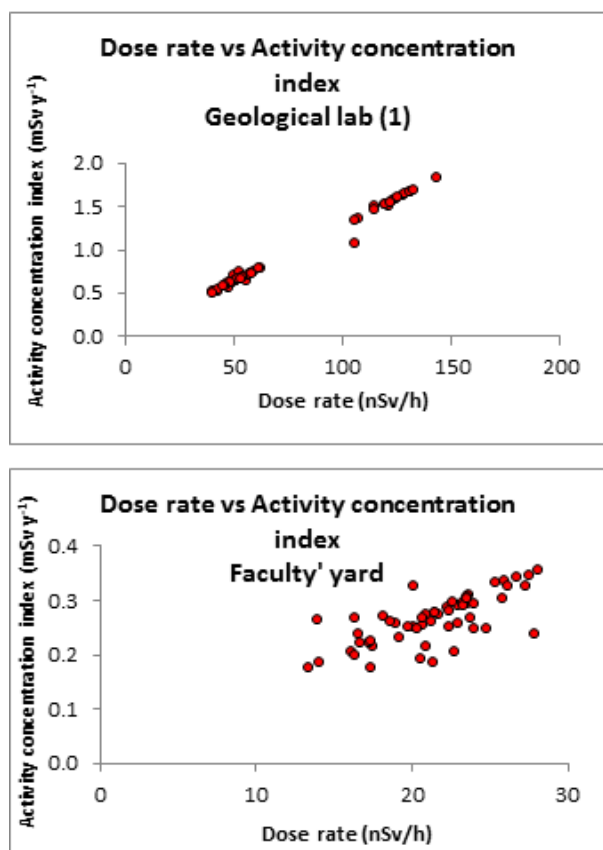 Dose rate vs Activity concentration
index
Geological lab (1)
Activity concentration index (mSv y⁻¹)
2.0
1.5
1.0
0.5
0.0
0
50
100
150
200
Dose rate (nSv/h)
Dose rate vs Activity concentration
index
Faculty' yard
Activity concentration index (mSv y⁻¹)
0.4
0.3
0.2
0.1
0.0
0
10
20
30
Dose rate (nSv/h)